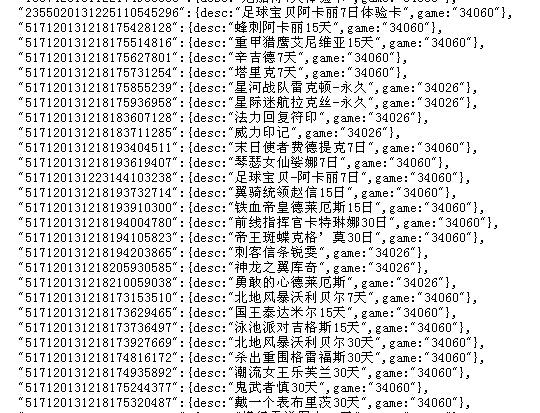 "235502013122511054529​6":{desc:"足球宝贝阿卡丽7日体验卡",game:"34060"},
"517120131218175428128":{desc:"蜂刺阿卡丽15天",game:"34060"},
"517120131218175514816":{desc:"重甲猎鹰艾尼维亚15天",game:"34060"},
"517120131218175627801":{desc:"辛吉德7天",game:"34060"},
"517120131218175731254":{desc:"塔里克7天",game:"34060"},
"517120131218175855239":{desc:"星河战队雷克顿-永久",game:"34026"},
"517120131218175936958":{desc:"星际迷航拉克丝-永久",game:"34026"},
"517120131218183607128":{desc:"法力回复符印",game:"34026"},
"517120131218183711285":{desc:"威力印记",game:"34026"},
"517120131218193404511":{desc:"末日使者费德提克7日",game:"34060"},
"517120131218193619407":{desc:"琴瑟女仙娑娜7日",game:"34060"},
"517120131223144103238":{desc:"足球宝贝-阿卡丽7日",game:"34060"},
"517120131218193732714":{desc:"翼骑统领赵信15日",game:"34060"},
"517120131218193910300":{desc:"铁血帝皇德莱厄斯15日",game:"34060"},
"517120131218194004780":{desc:"前线指挥官卡特琳娜30日",game:"34060"},
"517120131218194105823":{desc:"帝王斑蝶克格’莫30日",game:"34060"},
"517120131218194203865":{desc:"刺客信条锐雯",game:"34026"},
"517120131218205930585":{desc:"神龙之翼库奇",game:"34026"},
"517120131218210059038":{desc:"勇敢的心德莱厄斯",game:"34026"},
"517120131218173153510":{desc:"北地风暴沃利贝尔7天",game:"34060"},
"517120131218173629465":{desc:"国王泰达米尔15天",game:"34060"},
"517120131218173736497":{desc:"泳池派对吉格斯15天",game:"34060"},
"517120131218173927669":{desc:"北地风暴沃利贝尔30天",game:"34060"},
"517120131218174816172":{desc:"杀出重围格雷福斯30天",game:"34060"},
"517120131218174935892":{desc:"潮流女王乐芙兰30天",game:"34060"},
"517120131218175244377":{desc:"鬼武者慎30天",game:"34060"},
"517120131218175320487":{desc:"戴一个表布里茨30天",game:"34060"},